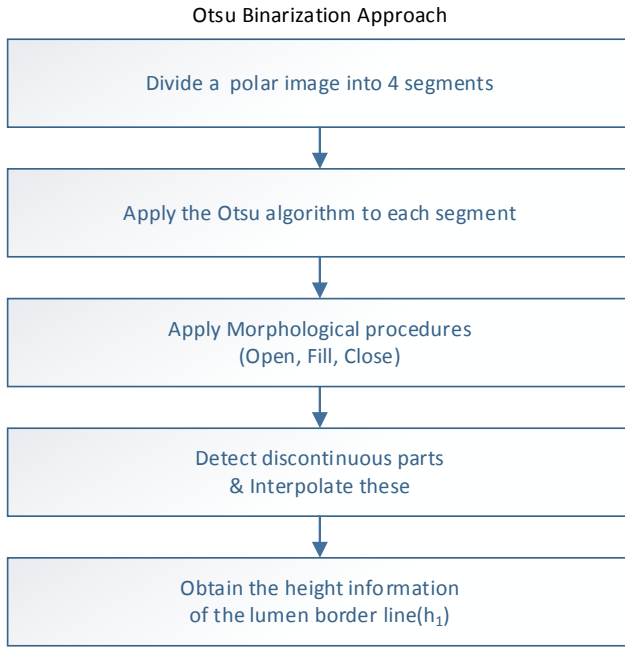 Otsu Binarization Approach
Divide a polar image into 4 segments
Apply the Otsu algorithm to each segment
Apply Morphological procedures
(Open, Fill, Close)
Detect discontinuous parts
& Interpolate these
Obtain the height information
of the lumen border line(h₁)